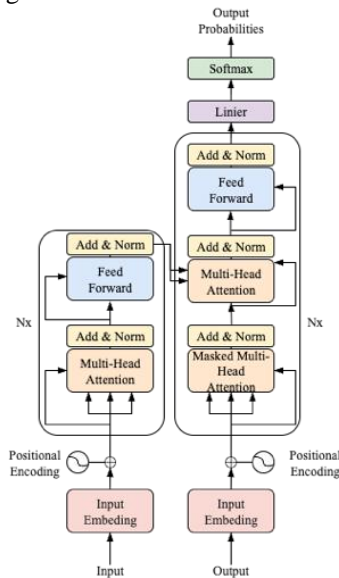 Output
Probabilities
Softmax
Linier
Add & Norm
Feed
Forward
Add & Norm
Multi-Head
Attention
Add & Norm
Masked Multi-
Head
Attention
Nx
Positional
Encoding
Input
Embeding
Output
Add & Norm
Feed
Forward
Add & Norm
Multi-Head
Attention
Nx
Positional
Encoding
Input
Embeding
Input